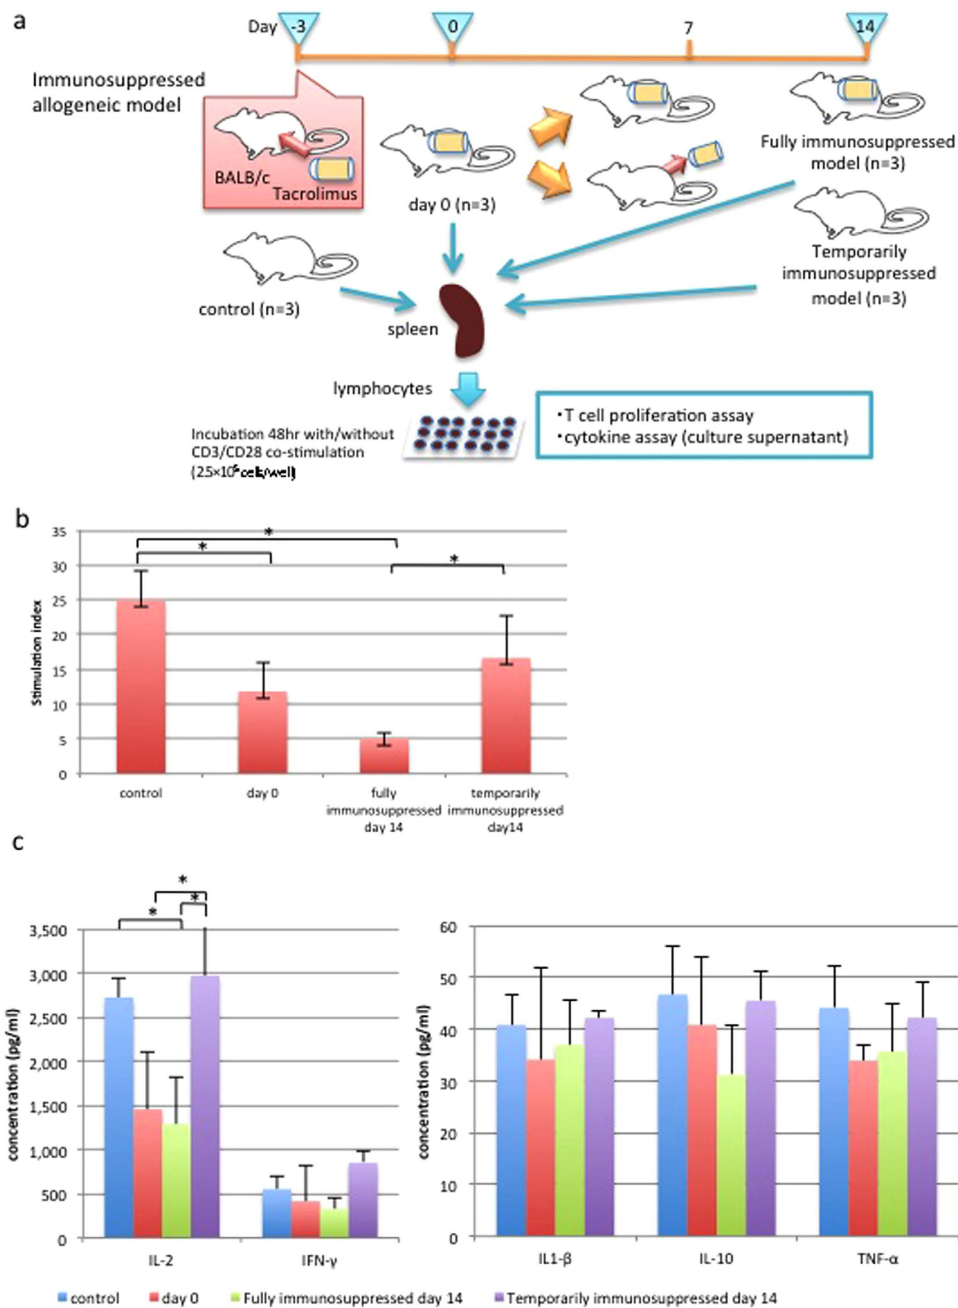 a
Day -3 0 7 14
Immunosuppressed
allogeneic model
BALB/c
Tacrolimus
day 0 (n=3)
Fully immunosuppressed
model (n=3)
Temporarily
immunosuppressed
model (n=3)
control (n=3)
spleen
lymphocytes
Incubation 48hr with/without
CD3/CD28 co-stimulation
(25×10⁵cells/well)
•T cell proliferation assay
•cytokine assay (culture supernatant)
b
Stimulation index
35
30
25
20
15
10
5
0
* * *
control
day 0
fully
immunosuppressed
day 14
temporarily
immunosuppressed
day14
c
concentration (pg/ml)
3,500
3,000
2,500
2,000
1,500
1,000
500
0
* * *
IL-2 IFN-γ
concentration (pg/ml)
60
50
40
30
20
10
0
IL1-β IL-10 TNF-α
control day 0 Fully immunosuppressed day 14 Temporarily immunosuppressed day 14